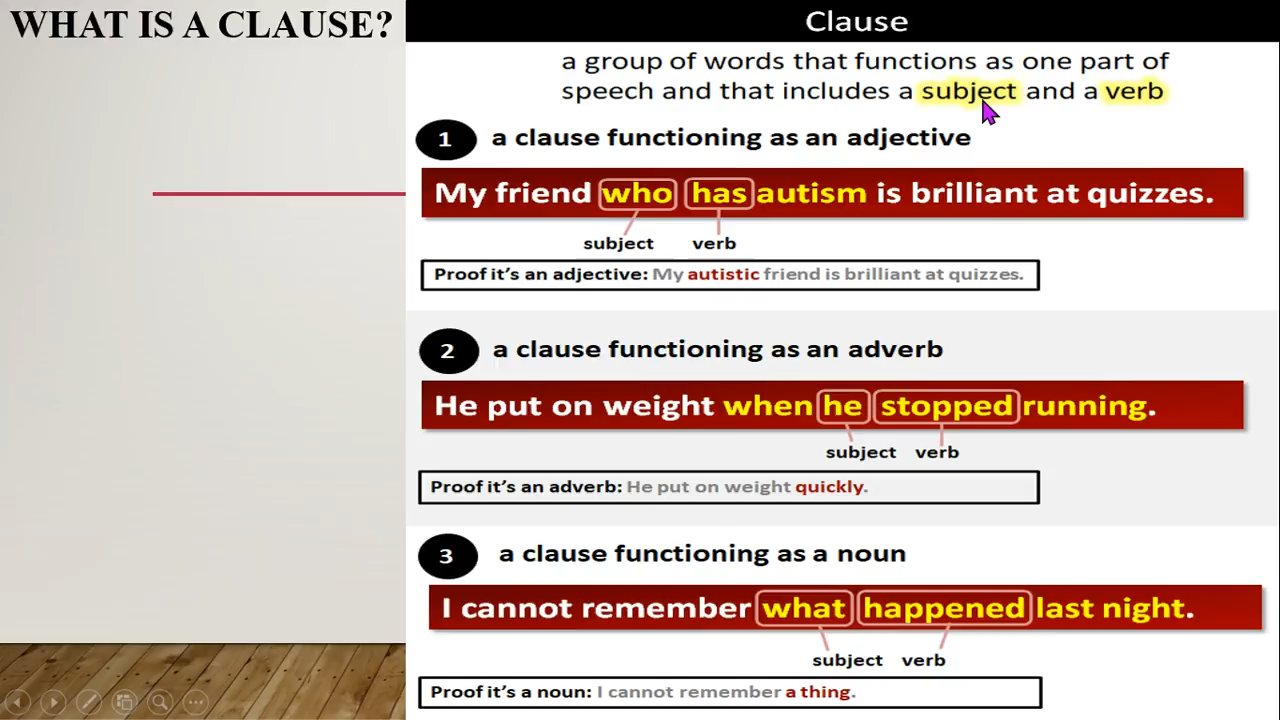 WHAT IS A CLAUSE?
Clause
a group of words that functions as one part of
speech and that includes a subject and a verb
1 a clause functioning as an adjective
My friend who has autism is brilliant at quizzes.
subject verb
Proof it's an adjective: My autistic friend is brilliant at quizzes.
2 a clause functioning as an adverb
He put on weight when he stopped running.
subject verb
Proof it's an adverb: He put on weight quickly.
3 a clause functioning as a noun
I cannot remember what happened last night.
subject verb
Proof it's a noun: I cannot remember a thing.